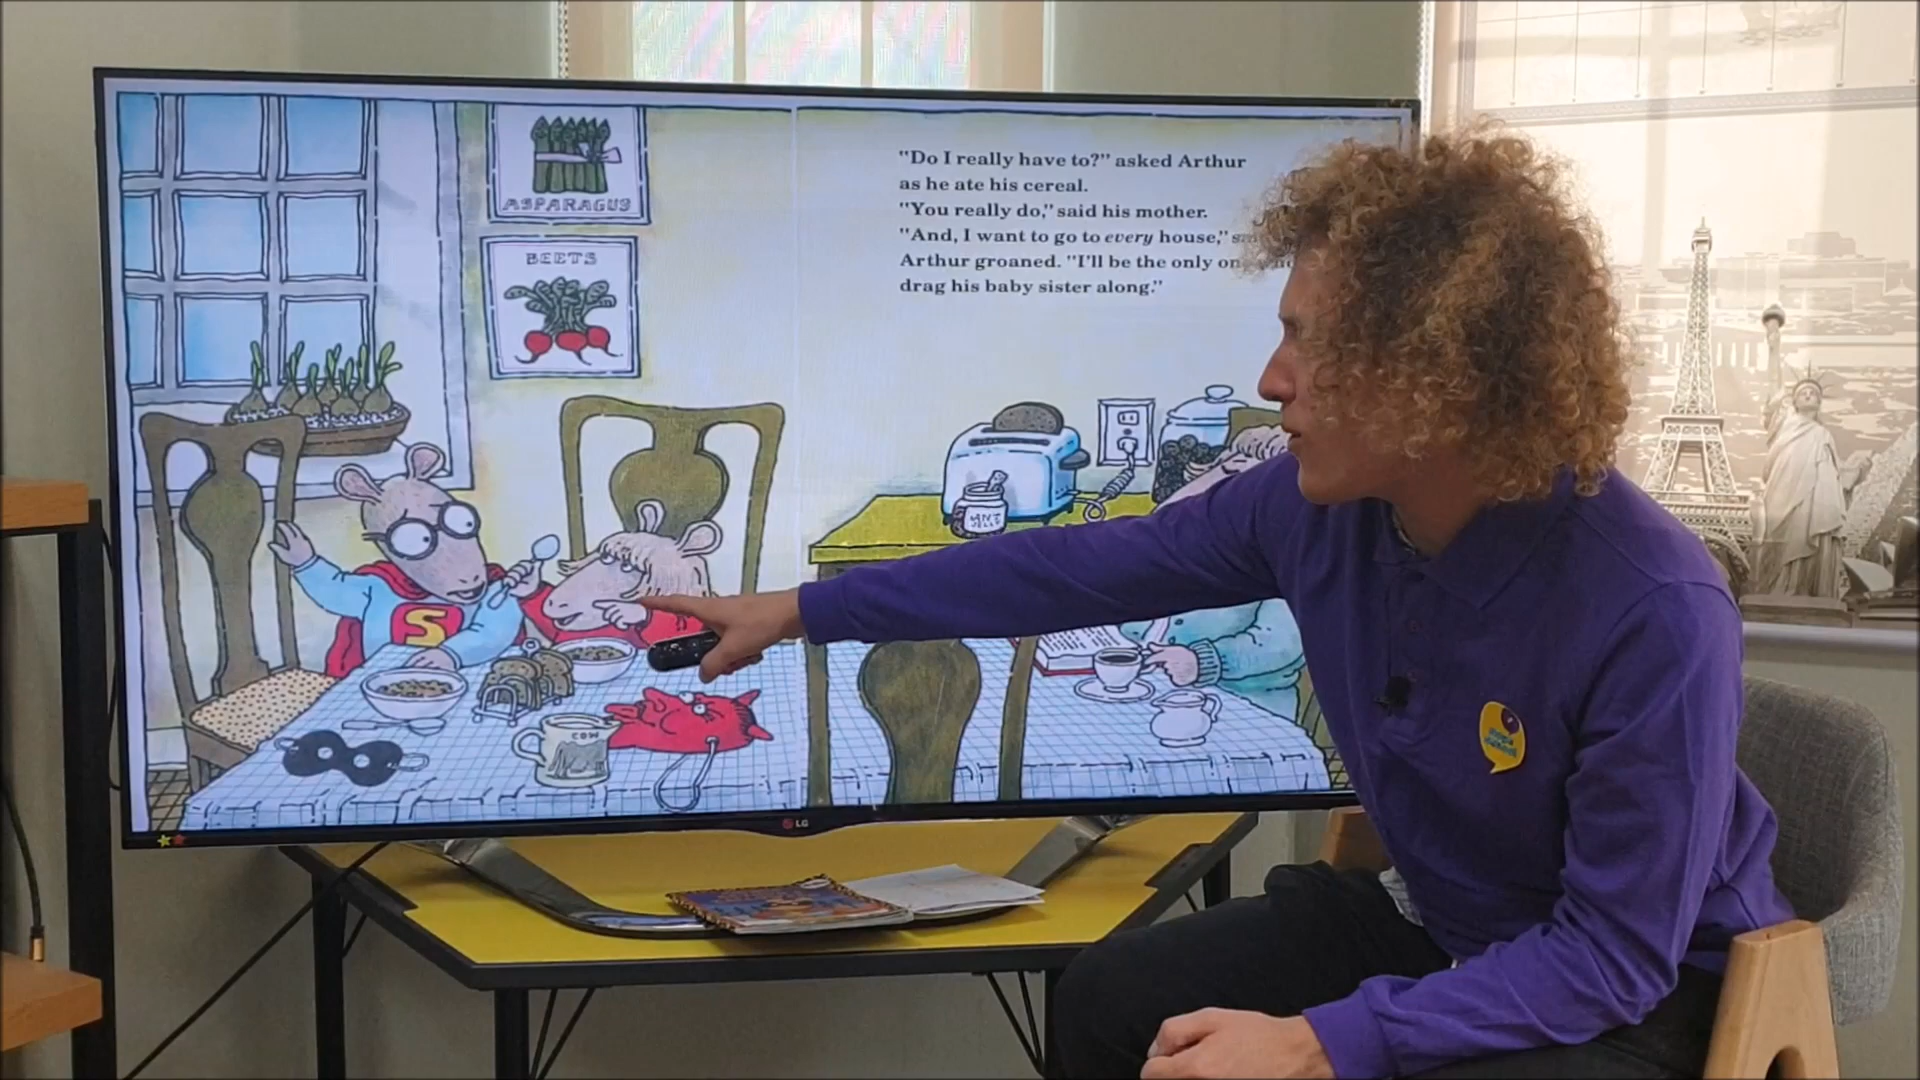 ASPARAGUS
BEETS
"Do I really have to?" asked Arthur
as he ate his cereal.
"You really do," said his mother.
"And, I want to go to every house,"
Arthur groaned. "I'll be the only
drag his baby sister along."
S
JELLY
COW
LG